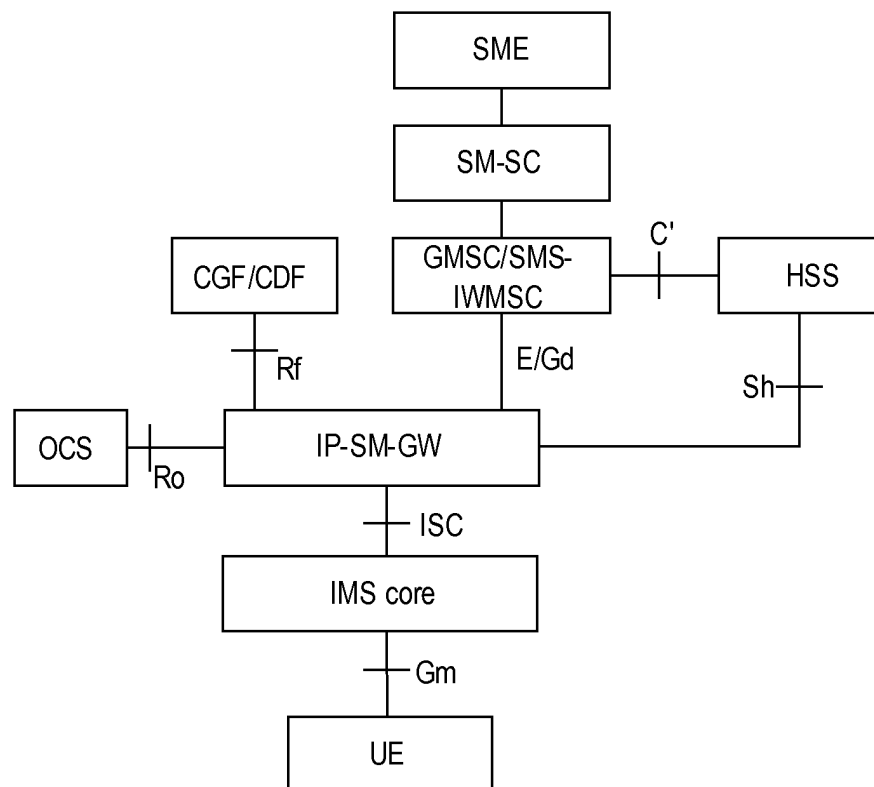 SME
SM-SC
C'
CGF/CDF
GMSC/SMS-
IWMSC
HSS
Rf
E/Gd
Sh
OCS
Ro
IP-SM-GW
ISC
IMS core
Gm
UE